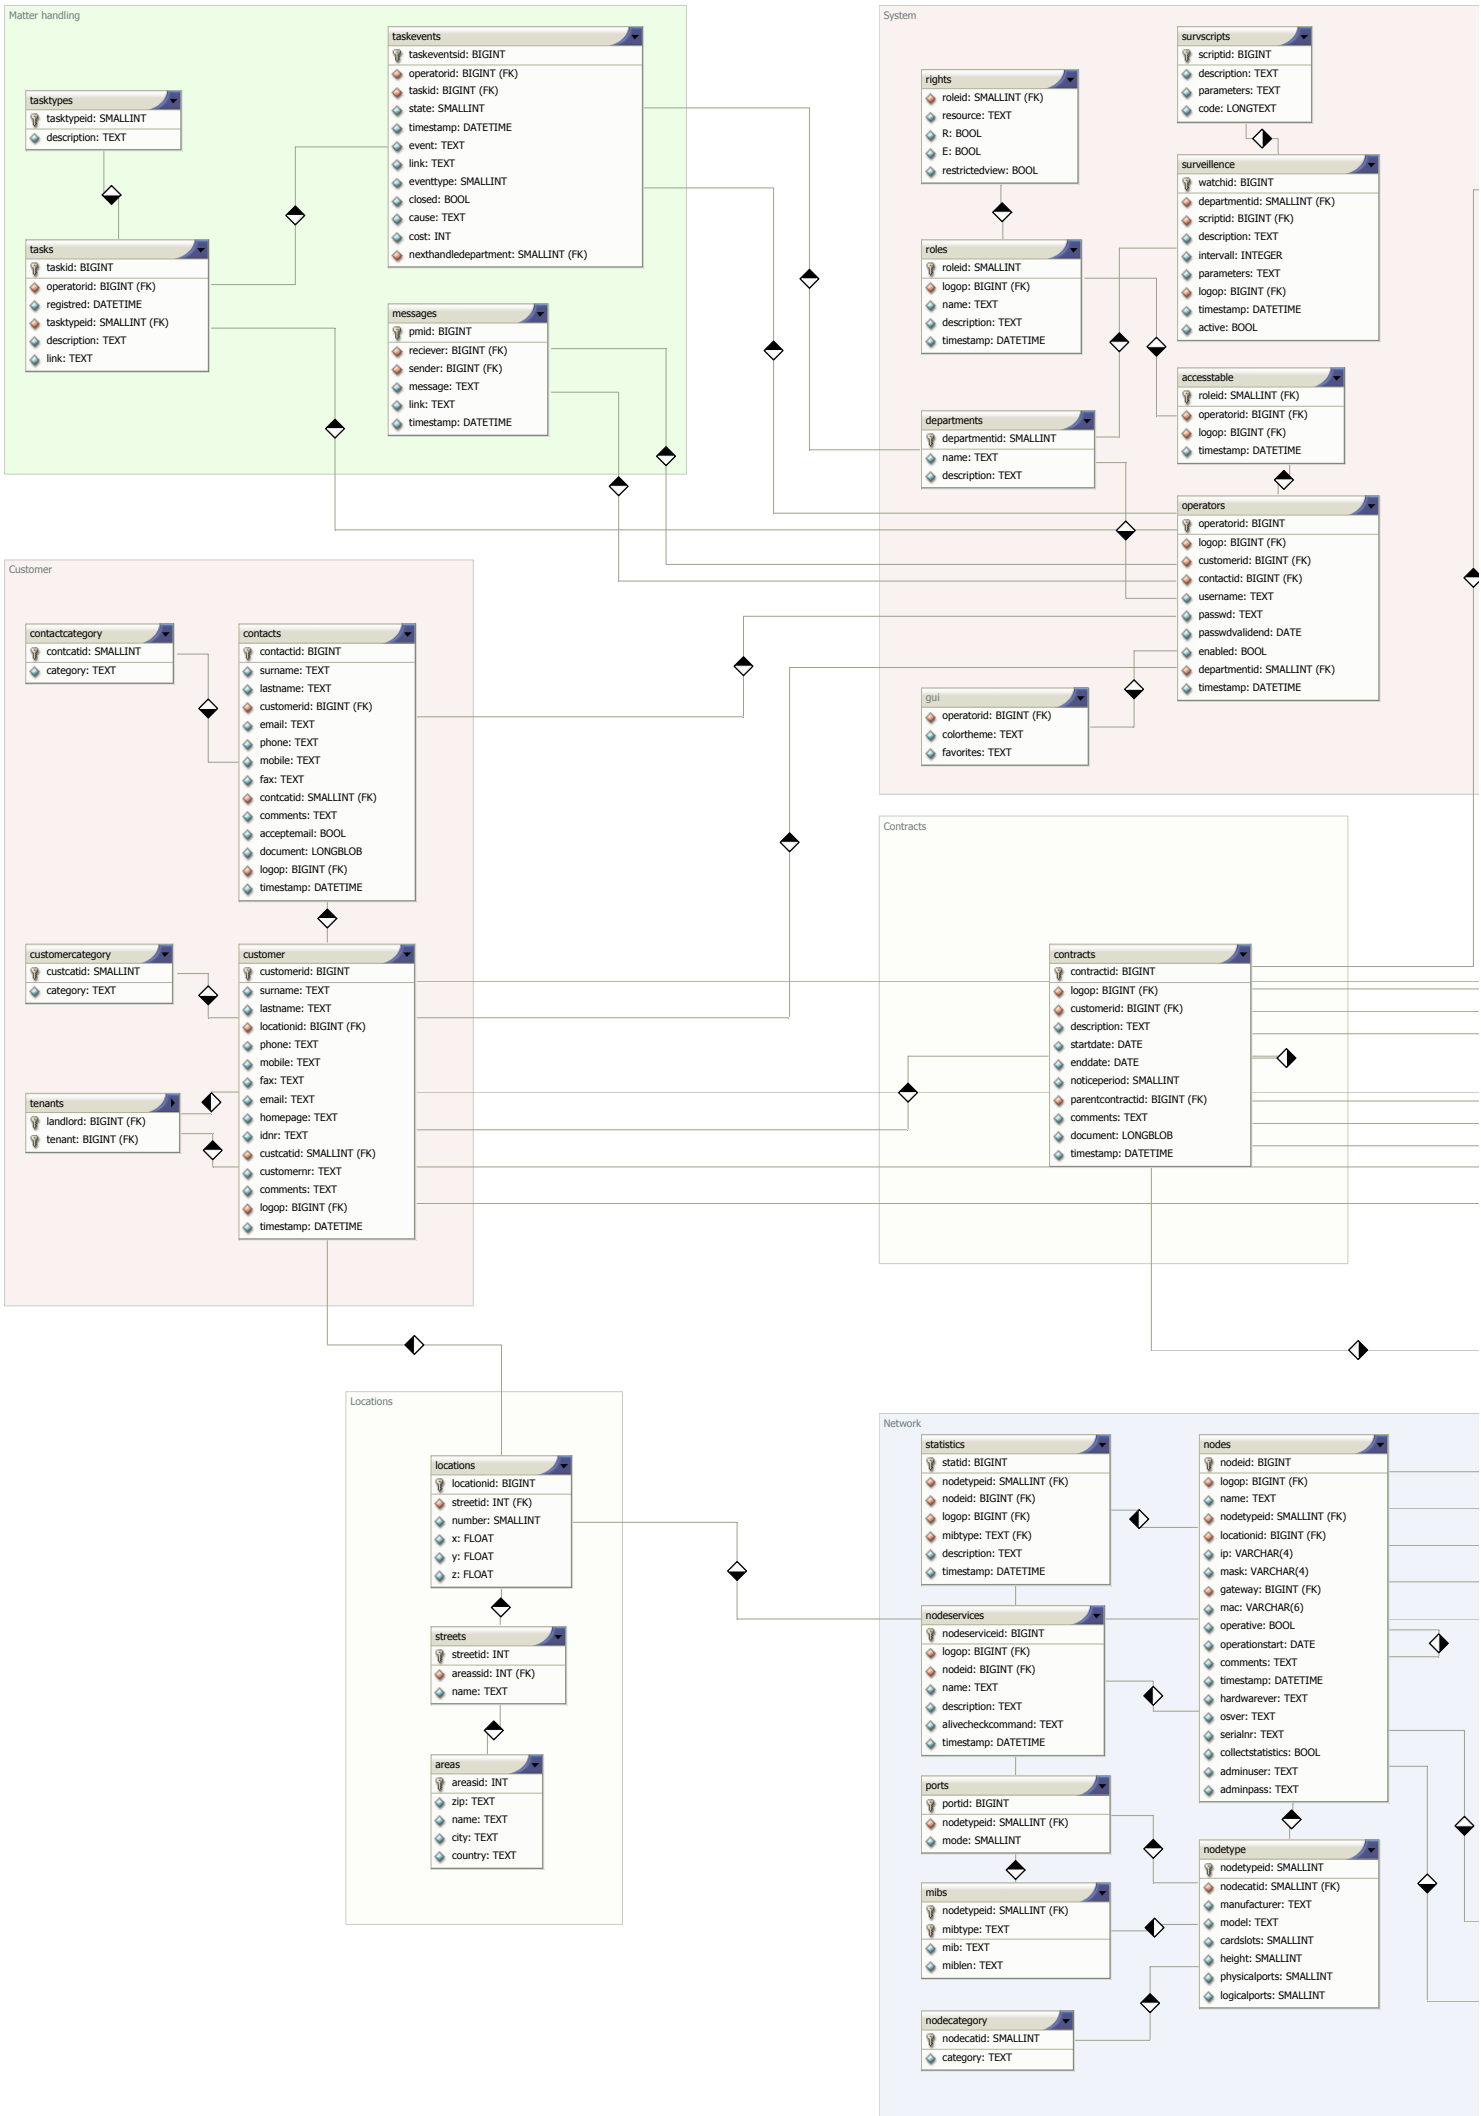 Matter handling
taskevents
taskeventsid: BIGINT
operatorid: BIGINT (FK)
taskid: BIGINT (FK)
state: SMALLINT
timestamp: DATETIME
event: TEXT
link: TEXT
eventtype: SMALLINT
closed: BOOL
cause: TEXT
cost: INT
nexthandledepartment: SMALLINT (FK)
tasktypes
tasktypeid: SMALLINT
description: TEXT
tasks
taskid: BIGINT
operatorid: BIGINT (FK)
registred: DATETIME
tasktypeid: SMALLINT (FK)
description: TEXT
link: TEXT
messages
pmid: BIGINT
reciever: BIGINT (FK)
sender: BIGINT (FK)
message: TEXT
link: TEXT
timestamp: DATETIME
System
survscripts
scriptid: BIGINT
description: TEXT
parameters: TEXT
code: LONGTEXT
rights
roleid: SMALLINT (FK)
resource: TEXT
R: BOOL
E: BOOL
restrictedview: BOOL
surveillence
watchid: BIGINT
departmentid: SMALLINT (FK)
scriptid: BIGINT (FK)
description: TEXT
intervall: INTEGER
parameters: TEXT
logop: BIGINT (FK)
timestamp: DATETIME
active: BOOL
roles
roleid: SMALLINT
logop: BIGINT (FK)
name: TEXT
description: TEXT
timestamp: DATETIME
accesstable
roleid: SMALLINT (FK)
operatorid: BIGINT (FK)
logop: BIGINT (FK)
timestamp: DATETIME
departments
departmentid: SMALLINT
name: TEXT
description: TEXT
operators
operatorid: BIGINT
logop: BIGINT (FK)
customerid: BIGINT (FK)
contactid: BIGINT (FK)
username: TEXT
passwd: TEXT
passwdvalidend: DATE
enabled: BOOL
departmentid: SMALLINT (FK)
timestamp: DATETIME
gui
operatorid: BIGINT (FK)
colortheme: TEXT
favorites: TEXT
Customer
contactcategory
contcatid: SMALLINT
category: TEXT
contacts
contactid: BIGINT
surname: TEXT
lastname: TEXT
customerid: BIGINT (FK)
email: TEXT
phone: TEXT
mobile: TEXT
fax: TEXT
contcatid: SMALLINT (FK)
comments: TEXT
acceptemail: BOOL
document: LONGBLOB
logop: BIGINT (FK)
timestamp: DATETIME
customercategory
custcatid: SMALLINT
category: TEXT
customer
customerid: BIGINT
surname: TEXT
lastname: TEXT
locationid: BIGINT (FK)
phone: TEXT
mobile: TEXT
fax: TEXT
email: TEXT
homepage: TEXT
idnr: TEXT
custcatid: SMALLINT (FK)
customernr: TEXT
comments: TEXT
logop: BIGINT (FK)
timestamp: DATETIME
tenants
landlord: BIGINT (FK)
tenant: BIGINT (FK)
Contracts
contracts
contractid: BIGINT
logop: BIGINT (FK)
customerid: BIGINT (FK)
description: TEXT
startdate: DATE
enddate: DATE
noticeperiod: SMALLINT
parentcontractid: BIGINT (FK)
comments: TEXT
document: LONGBLOB
timestamp: DATETIME
Locations
locations
locationid: BIGINT
streetid: INT (FK)
number: SMALLINT
x: FLOAT
y: FLOAT
z: FLOAT
streets
streetid: INT
areassid: INT (FK)
name: TEXT
areas
areasid: INT
zip: TEXT
name: TEXT
city: TEXT
country: TEXT
Network
statistics
statid: BIGINT
nodetypeid: SMALLINT (FK)
nodeid: BIGINT (FK)
logop: BIGINT (FK)
mibtype: TEXT (FK)
description: TEXT
timestamp: DATETIME
nodes
nodeid: BIGINT
logop: BIGINT (FK)
name: TEXT
nodetypeid: SMALLINT (FK)
locationid: BIGINT (FK)
ip: VARCHAR(4)
mask: VARCHAR(4)
gateway: BIGINT (FK)
mac: VARCHAR(6)
operative: BOOL
operationstart: DATE
comments: TEXT
timestamp: DATETIME
hardwarever: TEXT
osver: TEXT
serialnr: TEXT
collectstatistics: BOOL
adminuser: TEXT
adminpass: TEXT
nodeservices
nodeserviceid: BIGINT
logop: BIGINT (FK)
nodeid: BIGINT (FK)
name: TEXT
description: TEXT
alivecheckcommand: TEXT
timestamp: DATETIME
ports
portid: BIGINT
nodetypeid: SMALLINT (FK)
mode: SMALLINT
nodetype
nodetypeid: SMALLINT
nodecatid: SMALLINT (FK)
manufacturer: TEXT
model: TEXT
cardslots: SMALLINT
height: SMALLINT
physicalports: SMALLINT
logicalports: SMALLINT
mibs
nodetypeid: SMALLINT (FK)
mibtype: TEXT
mib: TEXT
miblen: TEXT
nodecategory
nodecatid: SMALLINT
category: TEXT